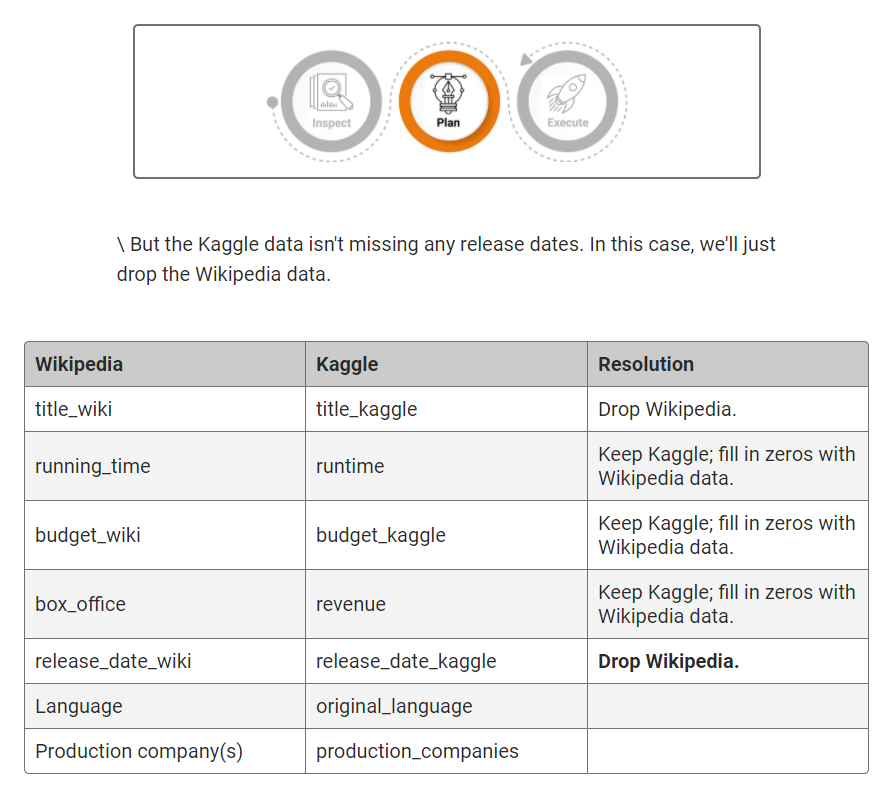 Inspect
Plan
Execute
\ But the Kaggle data isn't missing any release dates. In this case, we'll just
drop the Wikipedia data.
Wikipedia Kaggle Resolution
title_wiki title_kaggle Drop Wikipedia.
running_time runtime Keep Kaggle; fill in zeros with
Wikipedia data.
budget_wiki budget_kaggle Keep Kaggle; fill in zeros with
Wikipedia data.
box_office revenue Keep Kaggle; fill in zeros with
Wikipedia data.
release_date_wiki release_date_kaggle Drop Wikipedia.
Language original_language
Production company(s) production_companies